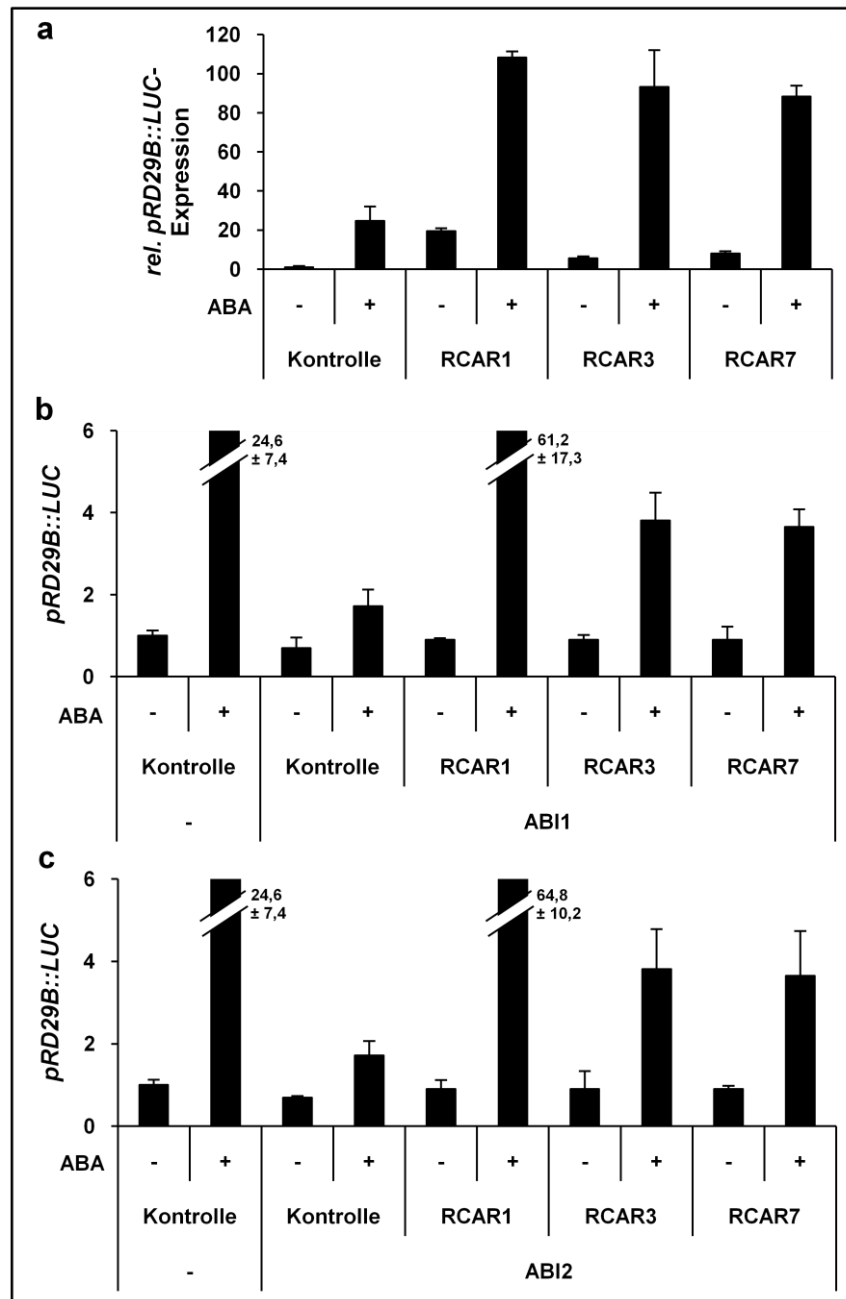 a
rel. pRD29B::LUC-
Expression
120
100
80
60
40
20
0
ABA - + - + - + - +
Kontrolle RCAR1 RCAR3 RCAR7
b
pRD29B::LUC
6
4
2
0
24,6
± 7,4
61,2
± 17,3
ABA - + - + - + - + - +
Kontrolle Kontrolle RCAR1 RCAR3 RCAR7
- ABI1
c
pRD29B::LUC
6
4
2
0
24,6
± 7,4
64,8
± 10,2
ABA - + - + - + - + - +
Kontrolle Kontrolle RCAR1 RCAR3 RCAR7
- ABI2